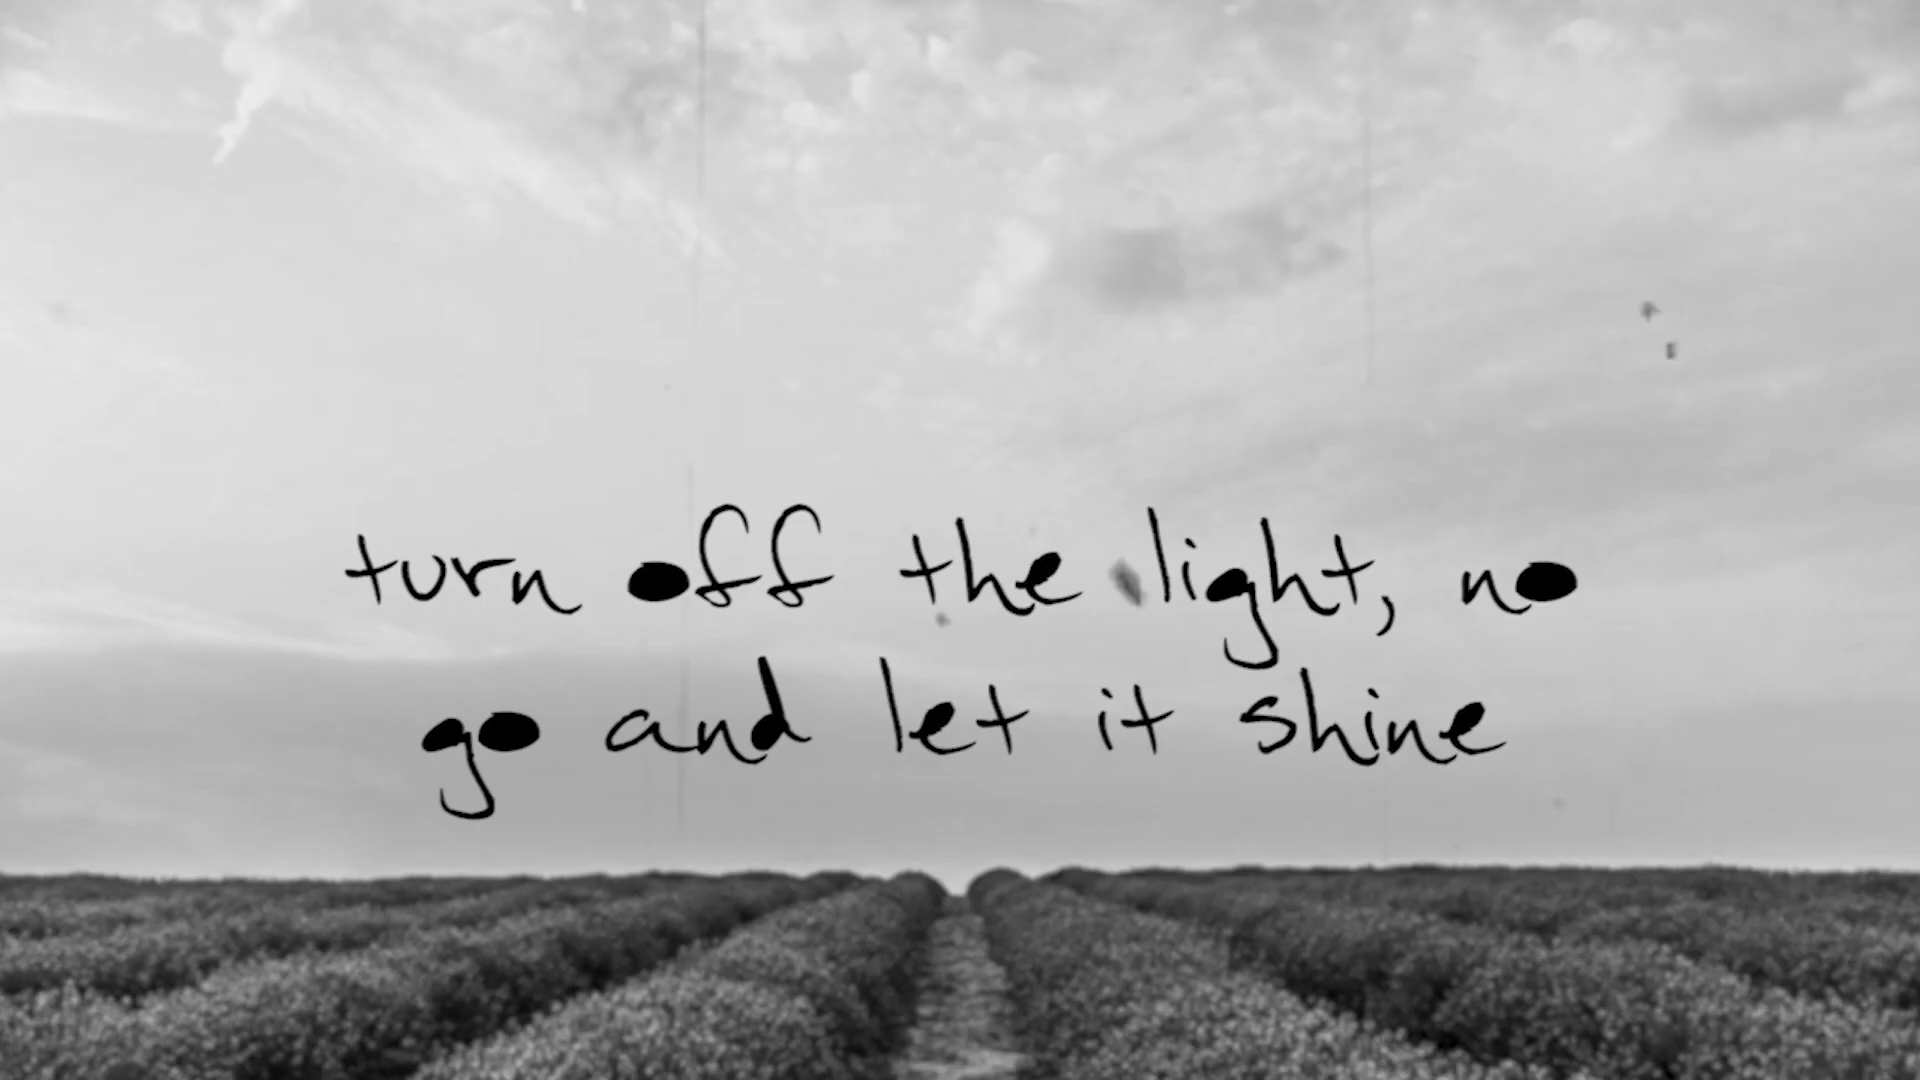 turn off the light, no
go and let it shine